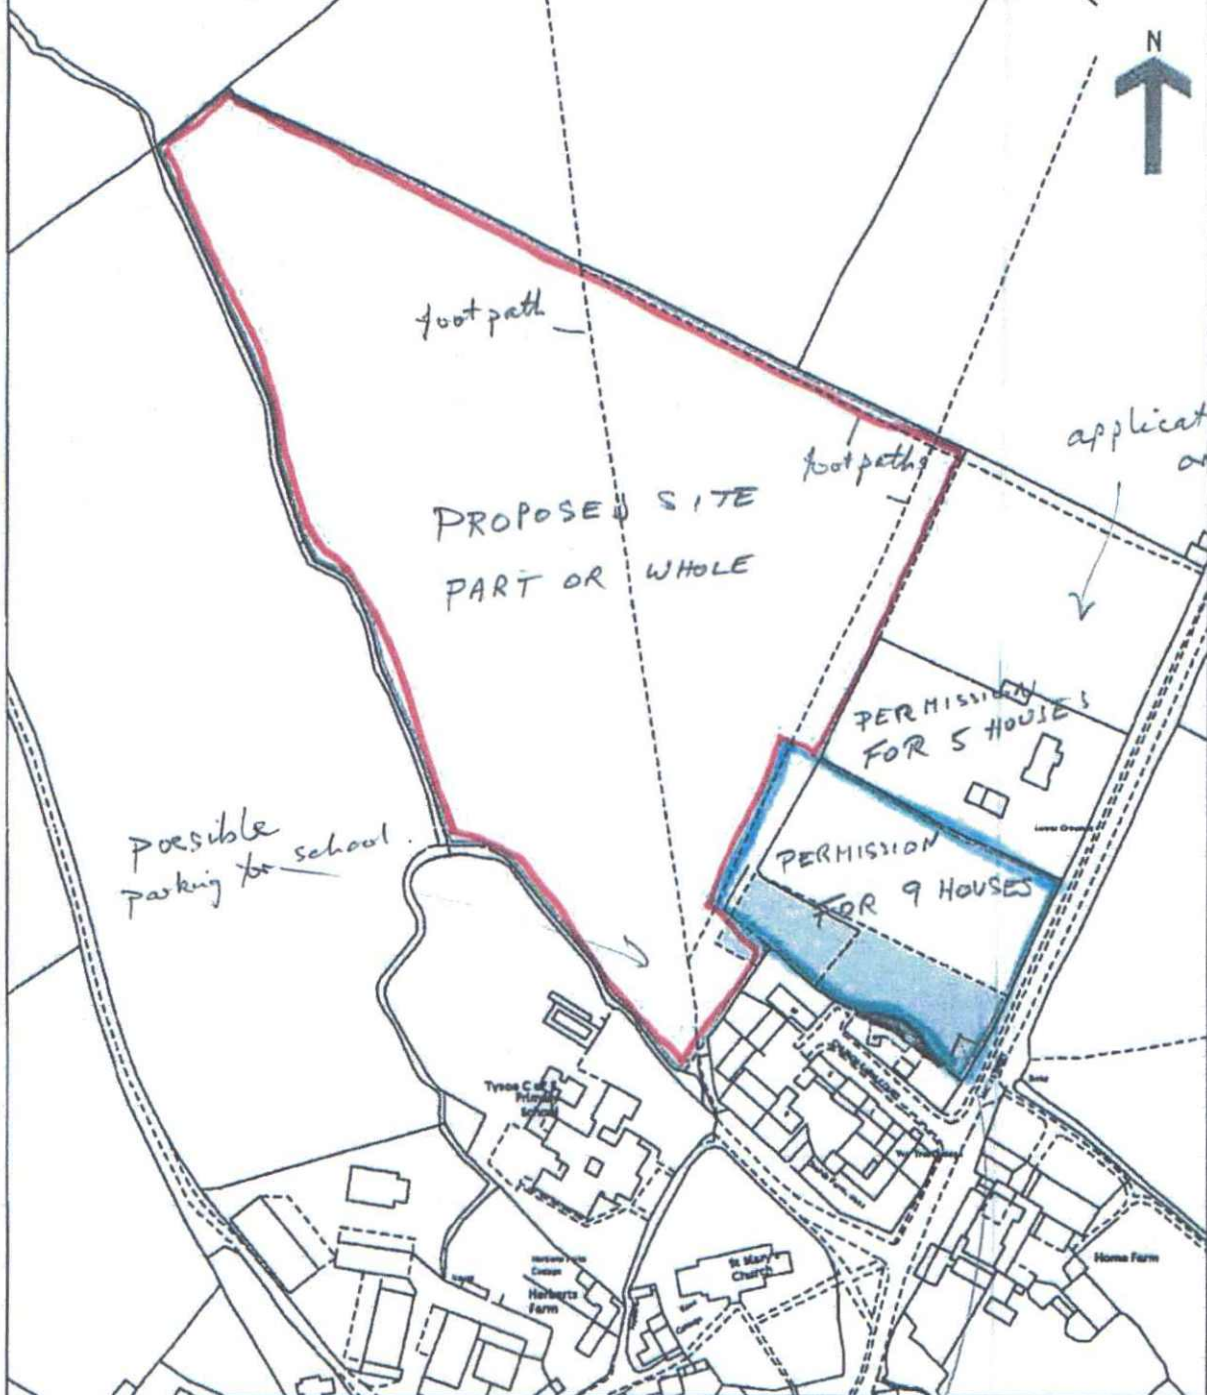 N
footpath
applicat
footpaths
PROPOSED SITE
PART OR WHOLE
PERMISSION
FOR 5 HOUSES
possible
parking for school.
PERMISSION
FOR 9 HOUSES
Tysoe C of E
Primary
School
St Mary's
Church
Home Farm
Herberts
Farm